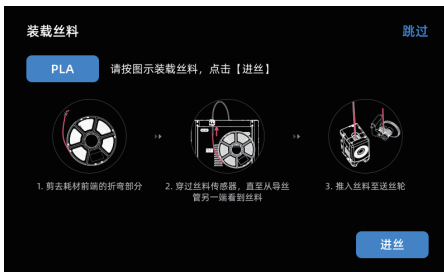 装载丝料
跳过
PLA
请按图示装载丝料，点击【进丝】
1. 剪去耗材前端的折弯部分
2. 穿过丝料传感器，直至从导丝
管另一端看到丝料
3. 推入丝料至送丝轮
进丝